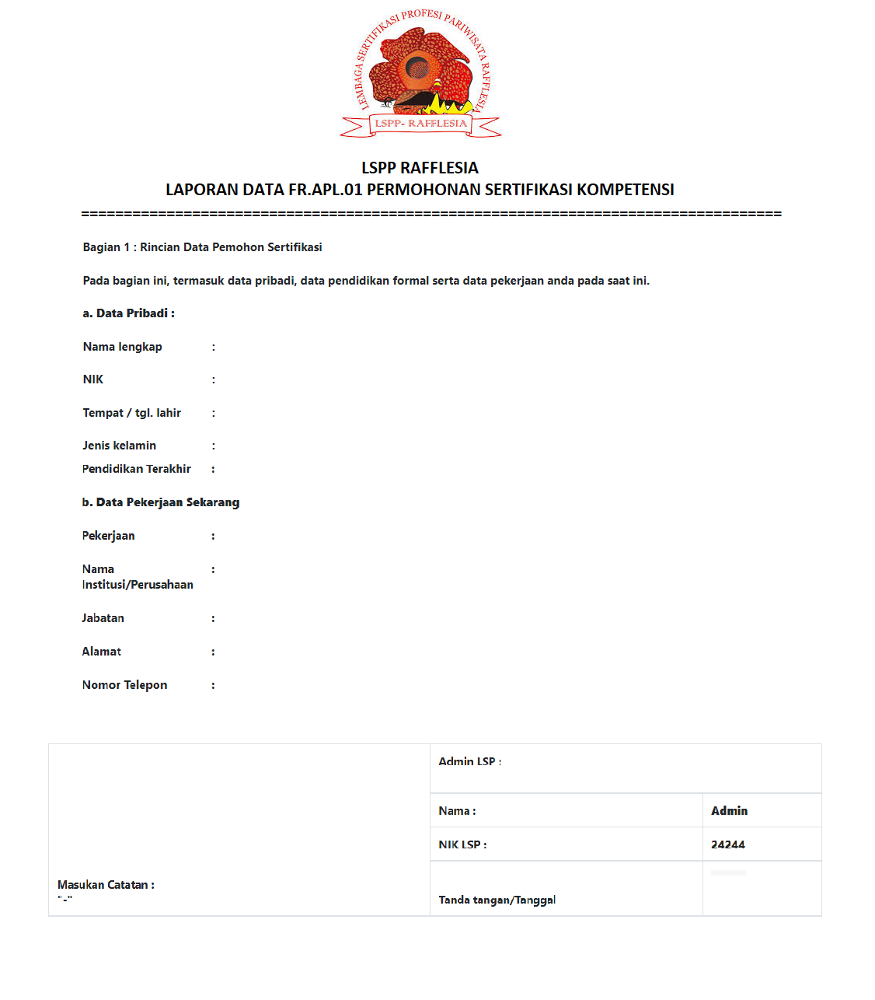 LEMBAGA SERTIFIKASI PROFESI PARIWISATA RAFFLESIA
LSPP- RAFFLESIA
LSPP RAFFLESIA
LAPORAN DATA FR.APL.01 PERMOHONAN SERTIFIKASI KOMPETENSI
==================================================================================
Bagian 1 : Rincian Data Pemohon Sertifikasi
Pada bagian ini, termasuk data pribadi, data pendidikan formal serta data pekerjaan anda pada saat ini.
a. Data Pribadi :
Nama lengkap :
NIK :
Tempat / tgl. lahir :
Jenis kelamin :
Pendidikan Terakhir :
b. Data Pekerjaan Sekarang
Pekerjaan :
Nama :
Institusi/Perusahaan
Jabatan :
Alamat :
Nomor Telepon :
Admin LSP :
Nama : Admin
NIK LSP : 24244
Masukan Catatan :
"-"
Tanda tangan/Tanggal